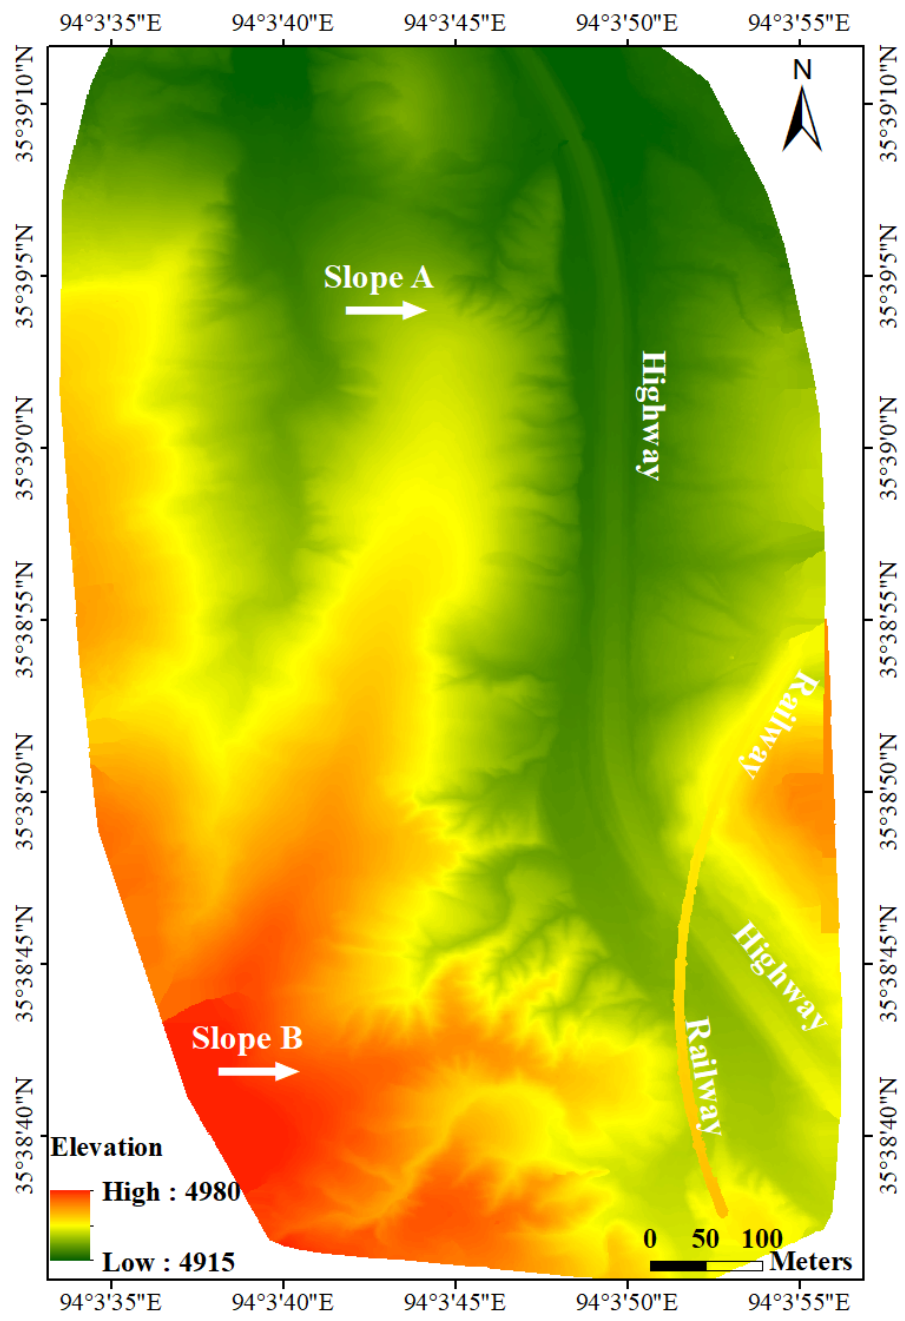 94°3'35"E 94°3'40"E 94°3'45"E 94°3'50"E 94°3'55"E
N
35°39'10"N 35°39'10"N
35°39'5"N 35°39'5"N
Slope A
Highway
35°39'0"N 35°39'0"N
35°38'55"N 35°38'55"N
Railway
35°38'50"N 35°38'50"N
Highway
35°38'45"N 35°38'45"N
Slope B
Railway
35°38'40"N 35°38'40"N
Elevation
High : 4980
Low : 4915
0 50 100
Meters
94°3'35"E 94°3'40"E 94°3'45"E 94°3'50"E 94°3'55"E